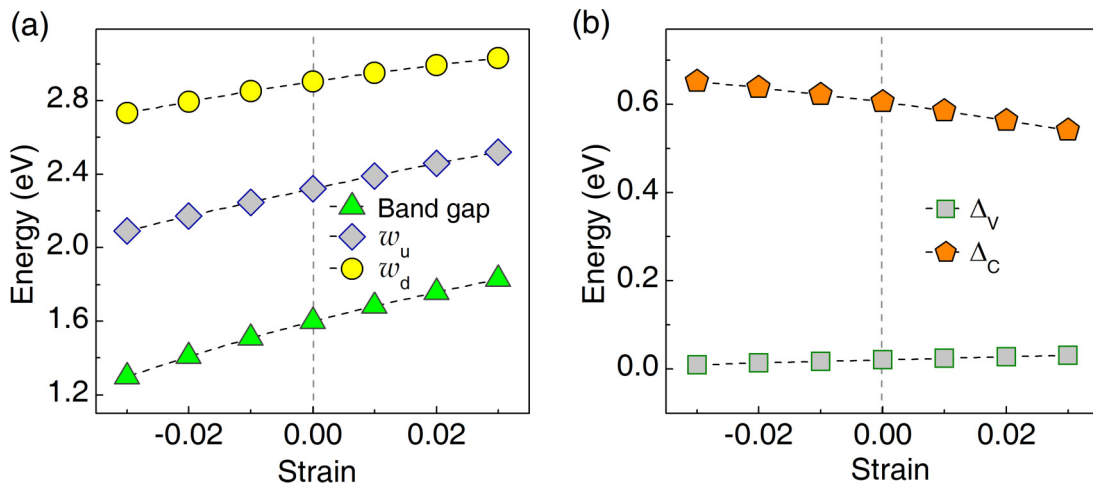 (a)
Energy (eV)
2.8
2.4
2.0
1.6
1.2
Band gap
w_u
w_d
-0.02
0.00
0.02
Strain
(b)
Energy (eV)
0.6
0.4
0.2
0.0
Δ_V
Δ_C
-0.02
0.00
0.02
Strain